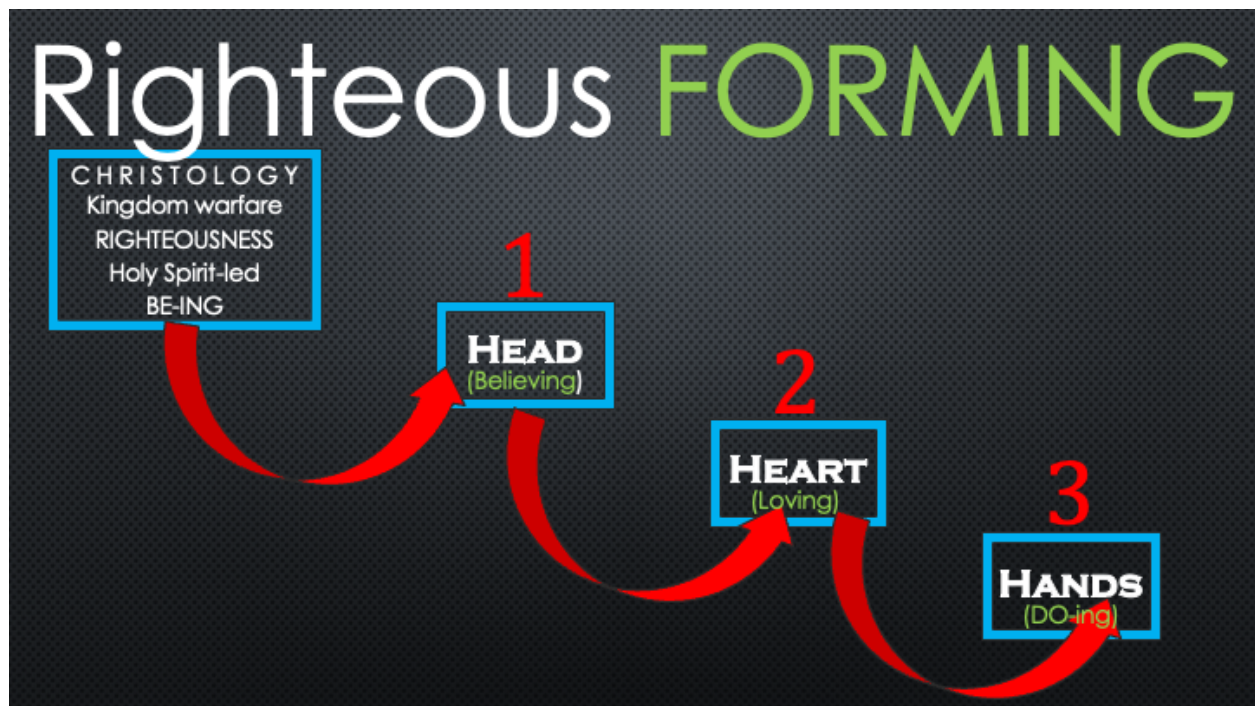 Righteous FORMING
C H R I S T O L O G Y
Kingdom warfare
RIGHTEOUSNESS
Holy Spirit-led
BE-ING
1
HEAD
(Believing)
2
HEART
(Loving)
3
HANDS
(DO-ing)